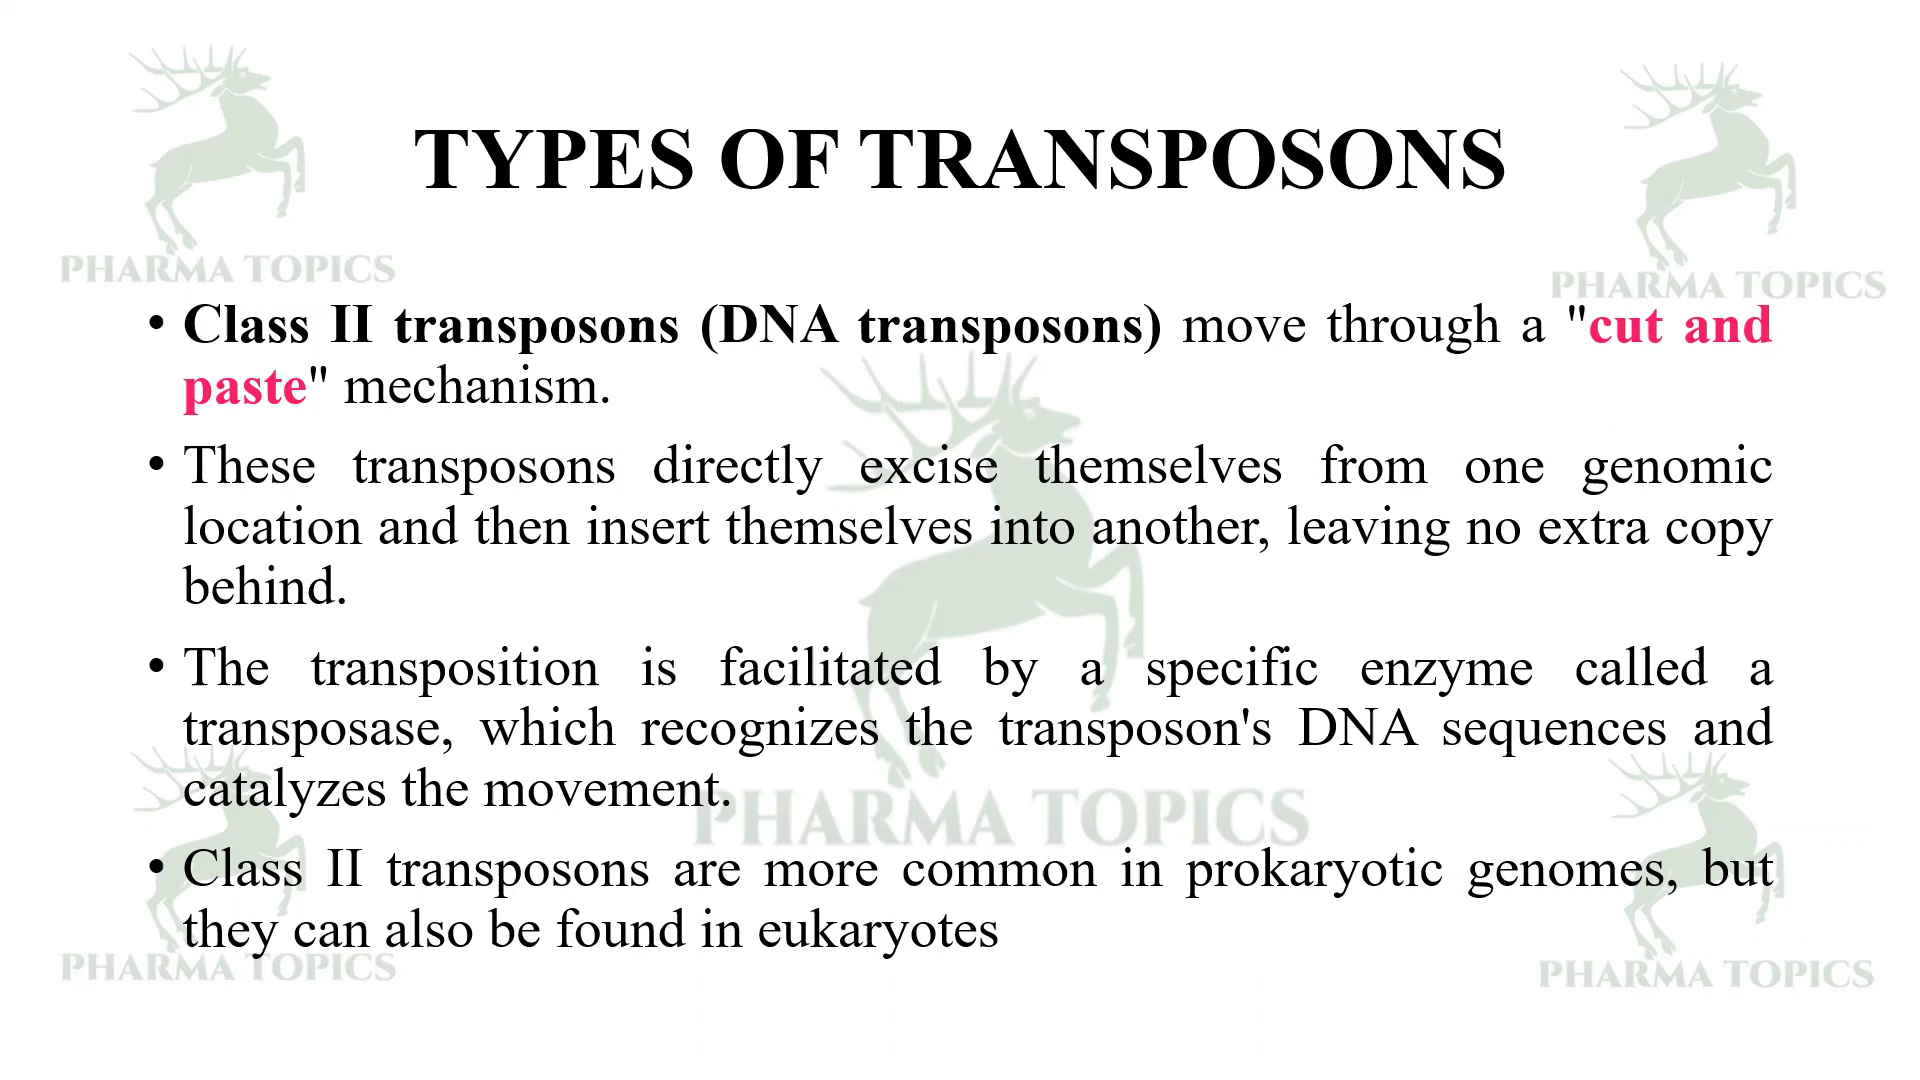 TYPES OF TRANSPOSONS
PHARMA TOPICS
PHARMA TOPICS
• Class II transposons (DNA transposons) move through a "cut and
paste" mechanism.
• These transposons directly excise themselves from one genomic
location and then insert themselves into another, leaving no extra copy
behind.
• The transposition is facilitated by a specific enzyme called a
transposase, which recognizes the transposon's DNA sequences and
catalyzes the movement.
PHARMA TOPICS
• Class II transposons are more common in prokaryotic genomes, but
they can also be found in eukaryotes
PHARMA TOPICS
PHARMA TOPICS